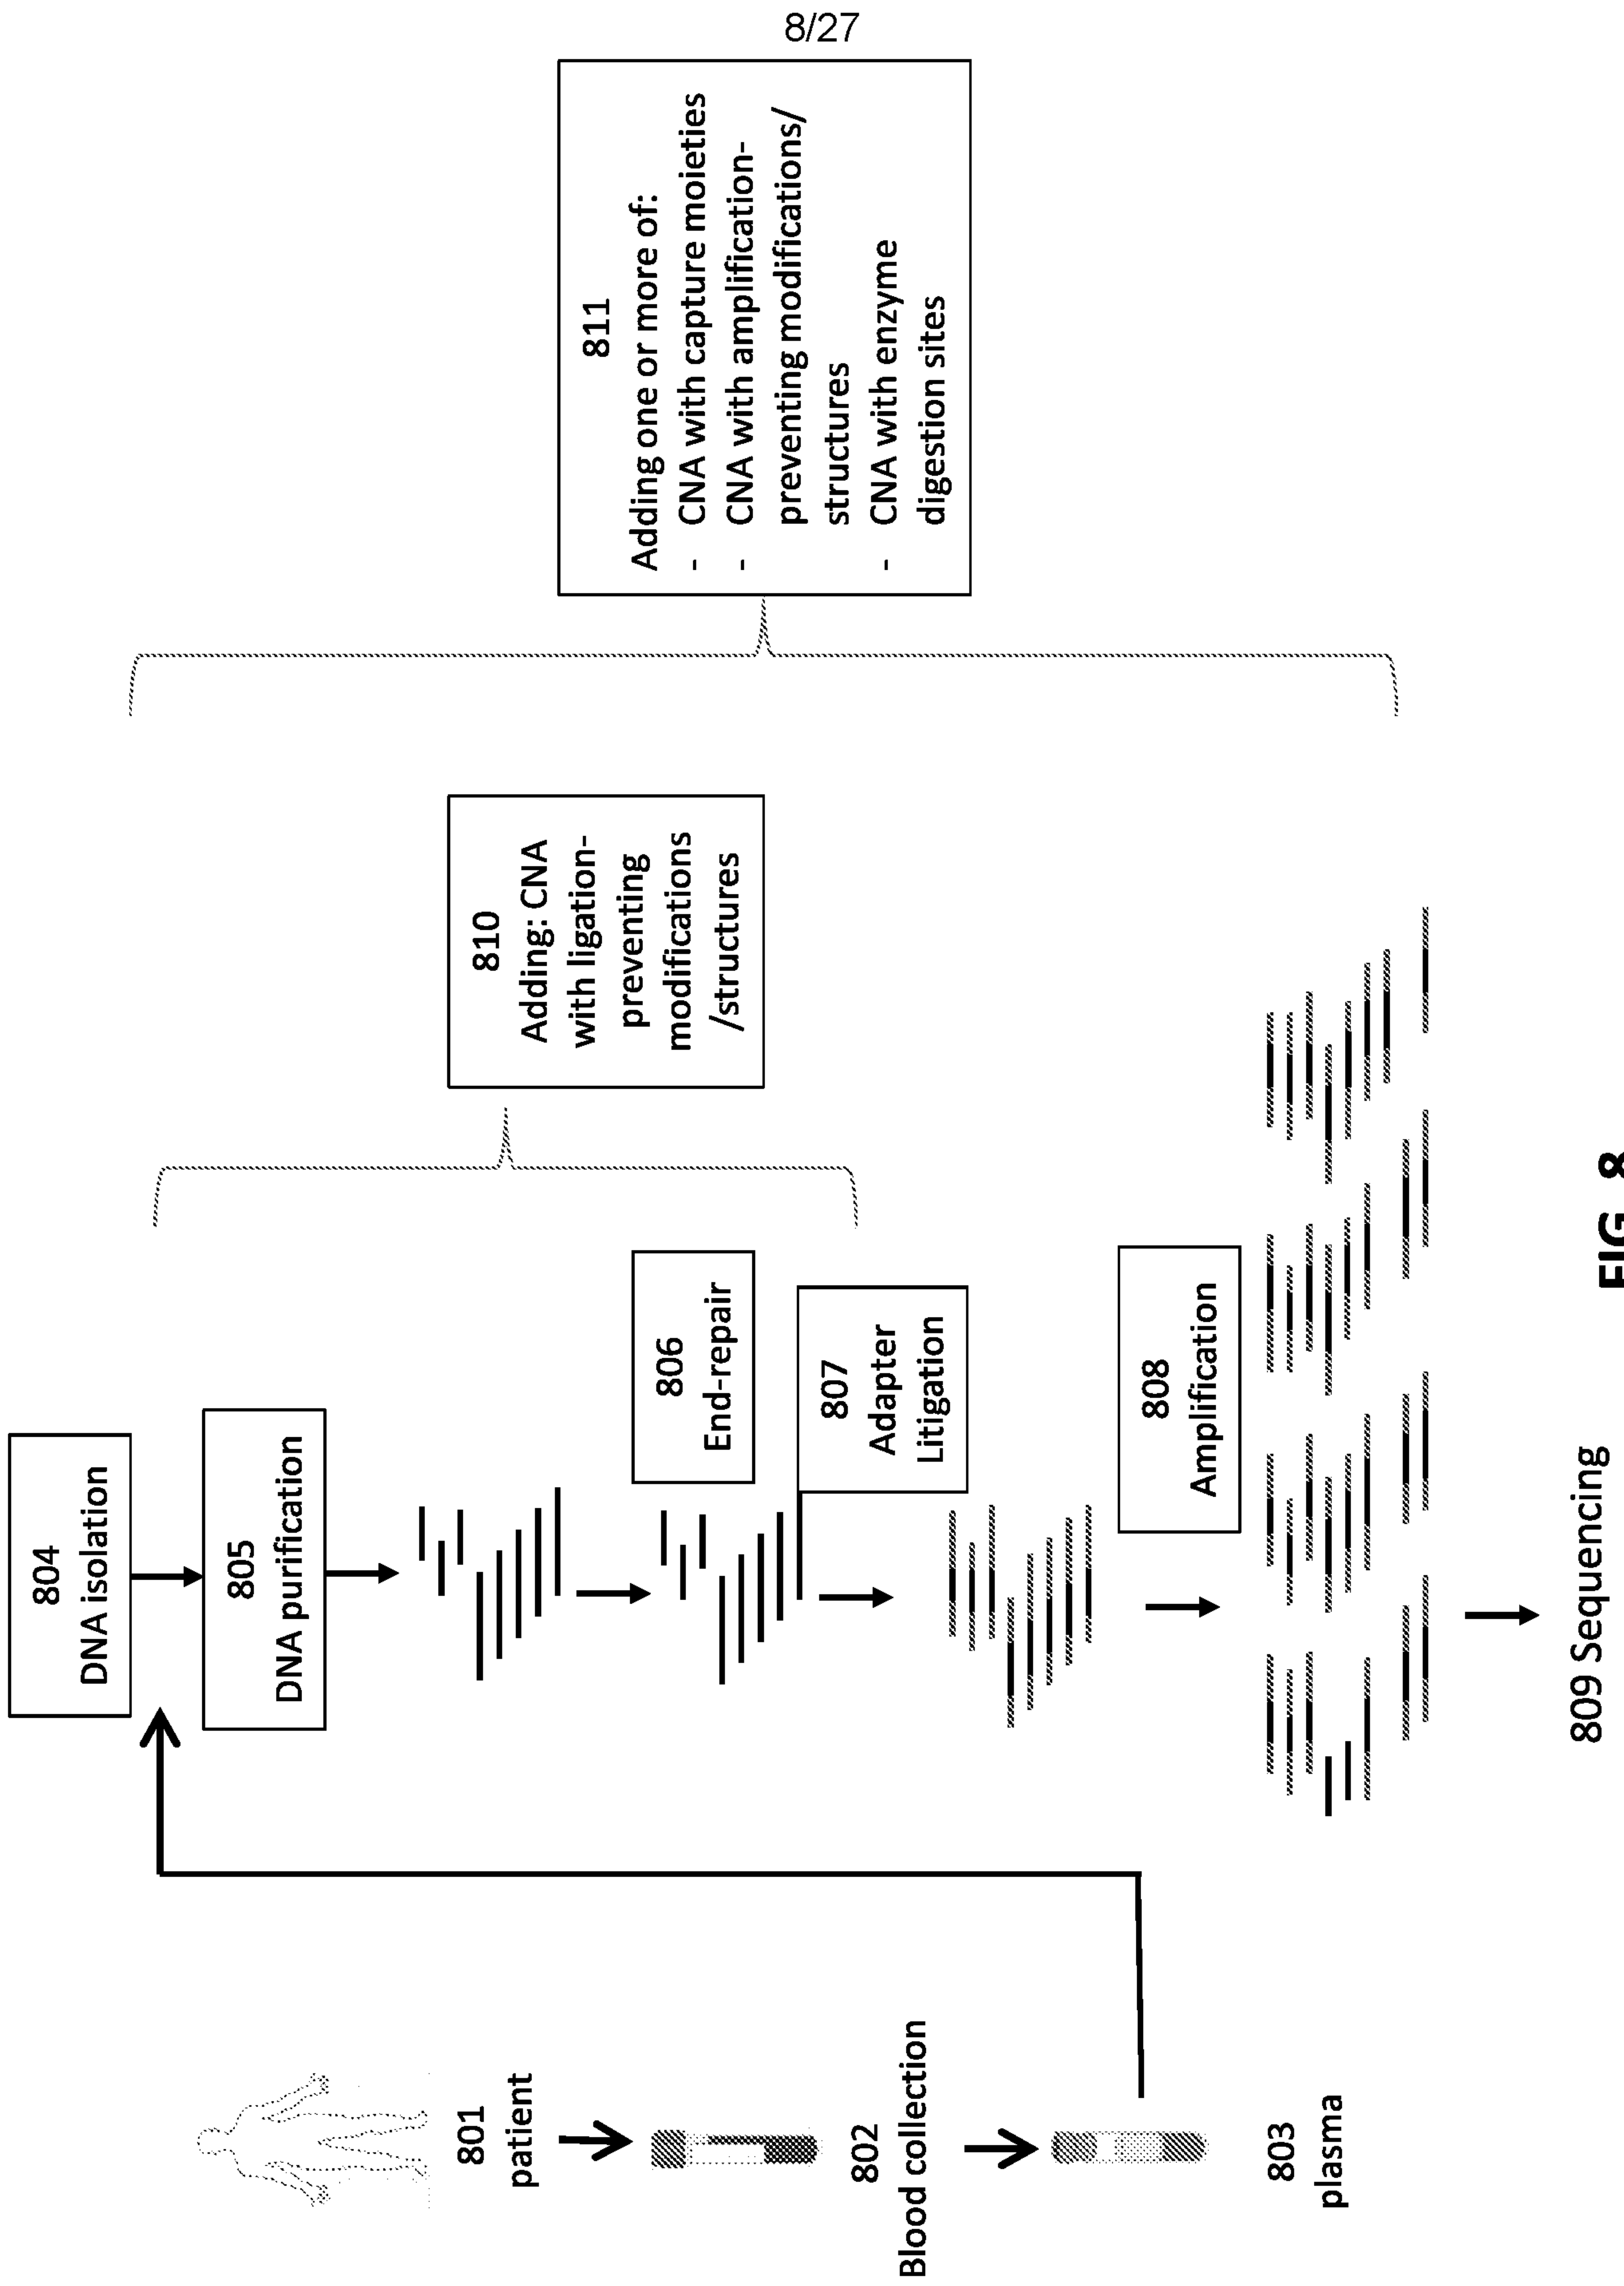 8/27
801
patient
802
Blood collection
803
plasma
804
DNA isolation
805
DNA purification
806
End-repair
807
Adapter
Litigation
808
Amplification
809 Sequencing
810
Adding: CNA
with ligation-
preventing
modifications
/structures
811
Adding one or more of:
- CNA with capture moieties
- CNA with amplification-
preventing modifications/
structures
- CNA with enzyme
digestion sites
FIG. 8